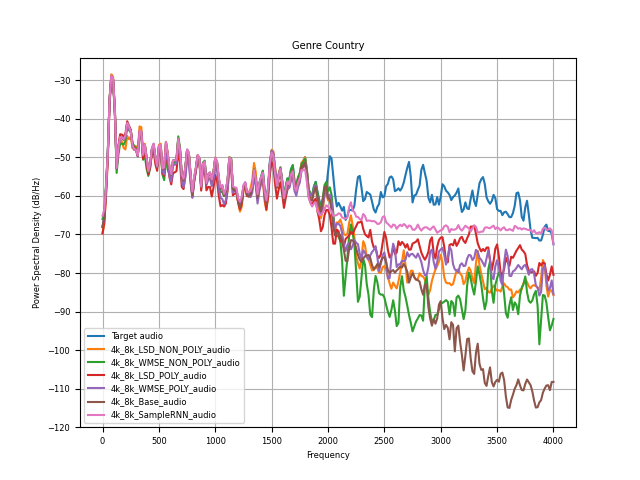 Genre Country
Power Spectral Density (dB/Hz)
−30
−40
−50
−60
−70
−80
−90
−100
−110
−120
Target audio
4k_8k_LSD_NON_POLY_audio
4k_8k_WMSE_NON_POLY_audio
4k_8k_LSD_POLY_audio
4k_8k_WMSE_POLY_audio
4k_8k_Base_audio
4k_8k_SampleRNN_audio
0 500 1000 1500 2000 2500 3000 3500 4000
Frequency